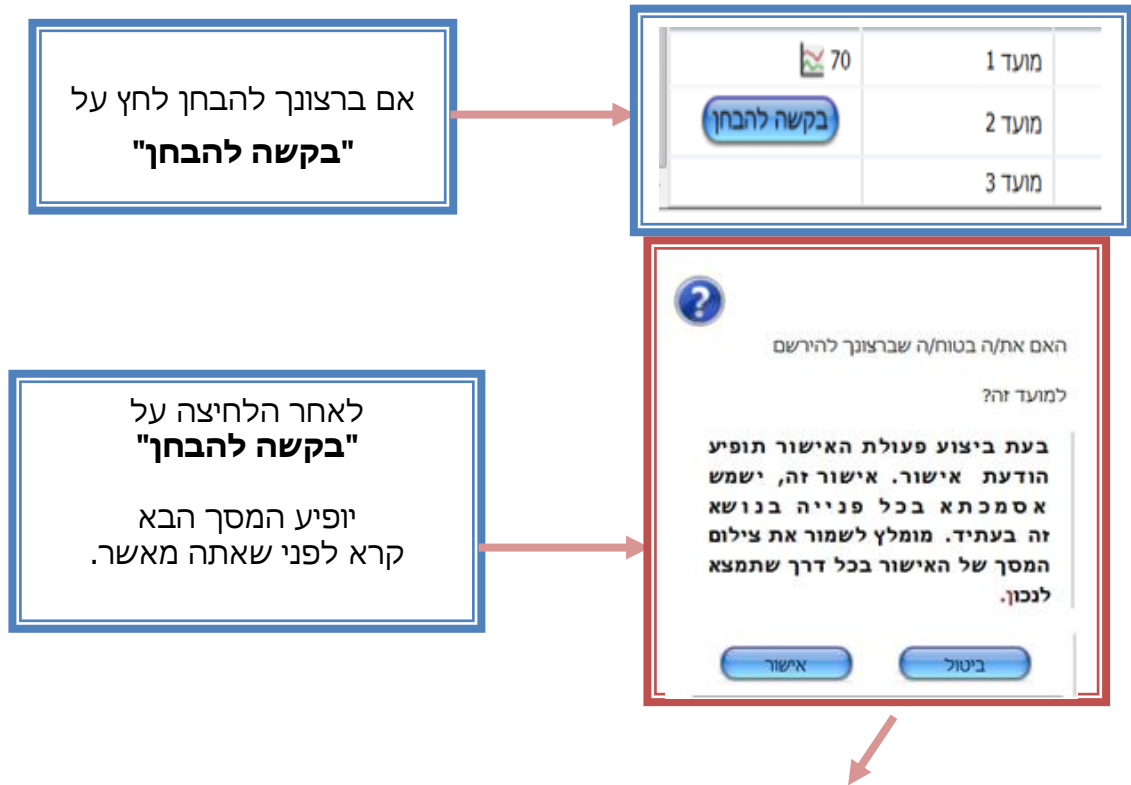 אם ברצונך להבחן לחץ על
"בקשה להבחן"
מועד 1 70
מועד 2 בקשה להבחן
מועד 3
האם את/ה בטוח/ה שברצונך להירשם
למועד זה?
בעת ביצוע פעולת האישור תופיע
הודעת אישור. אישור זה, ישמש
אסמכתא בכל פנייה בנושא
זה בעתיד. מומלץ לשמור את צילום
המסך של האישור בכל דרך שתמצא
לנכון.
ביטול אישור
לאחר הלחיצה על
"בקשה להבחן"
יופיע המסך הבא
קרא לפני שאתה מאשר.